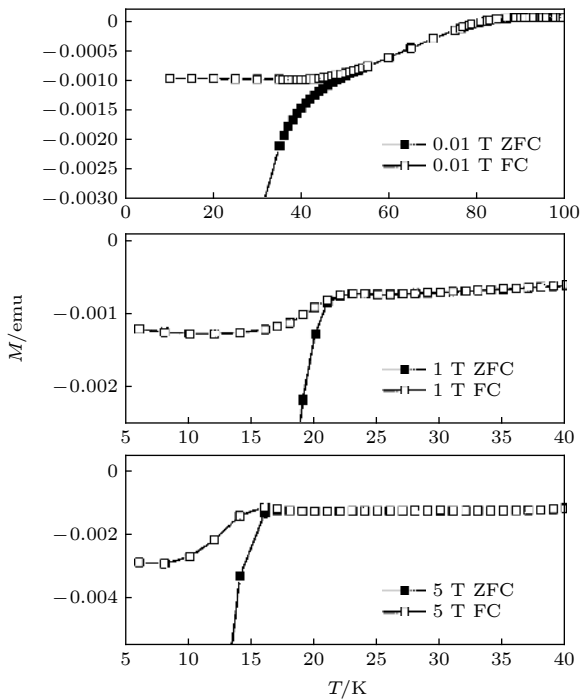 0
−0.0005
−0.0010
−0.0015
−0.0020
−0.0025
−0.0030
0.01 T ZFC
0.01 T FC
0 20 40 60 80 100
M/emu
0
−0.001
−0.002
1 T ZFC
1 T FC
5 10 15 20 25 30 35 40
0
−0.002
−0.004
5 T ZFC
5 T FC
5 10 15 20 25 30 35 40
T/K